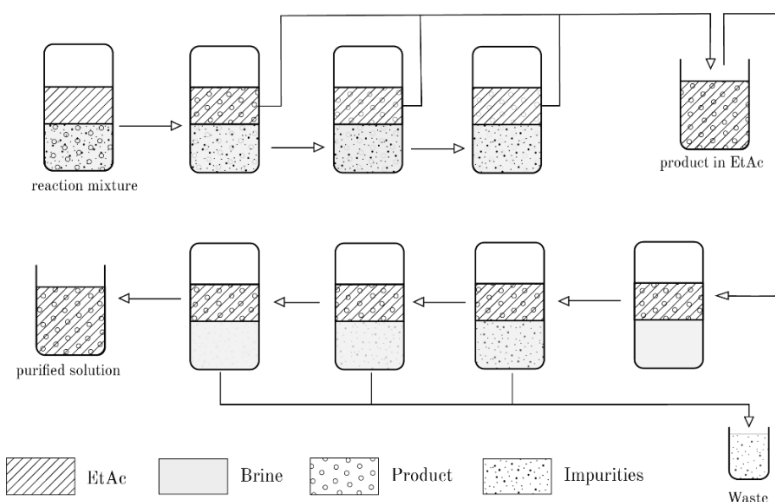 reaction mixture
product in EtAc
purified solution
EtAc
Brine
Product
Impurities
Waste